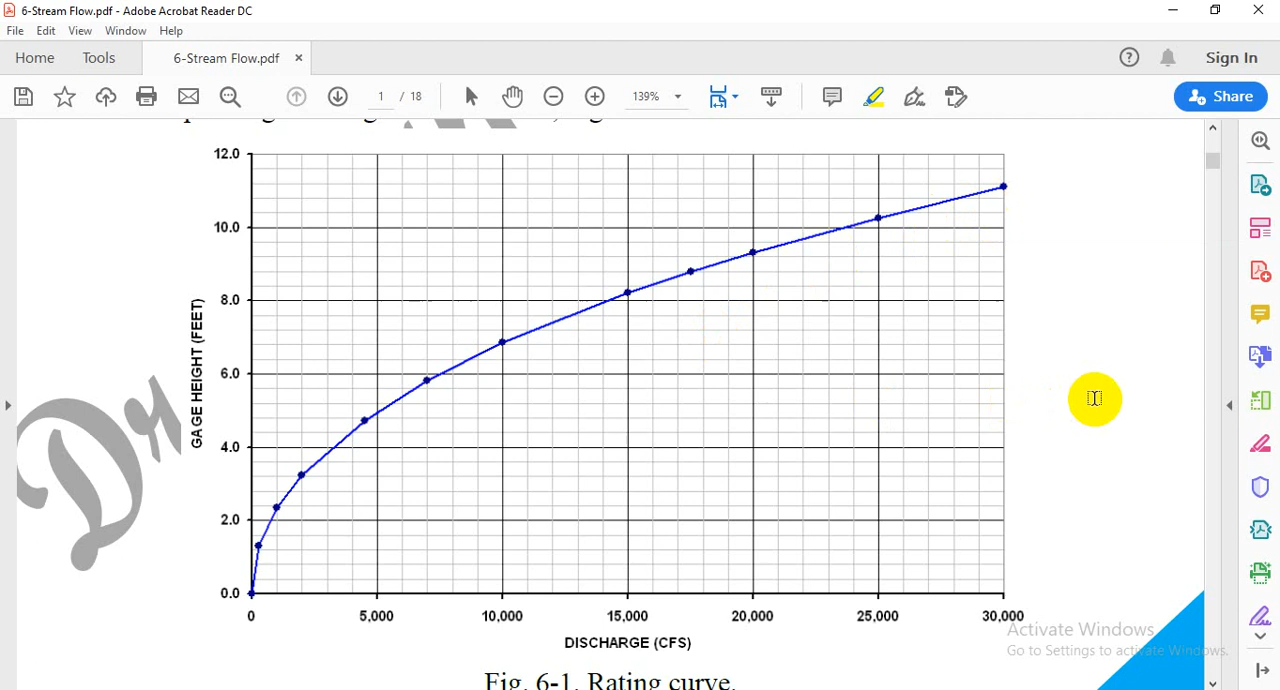 6-Stream Flow.pdf - Adobe Acrobat Reader DC
File Edit View Window Help
Home Tools 6-Stream Flow.pdf × Sign In
1 / 18 139% Share
12.0
10.0
8.0
6.0
4.0
2.0
0.0
GAGE HEIGHT (FEET)
0 5,000 10,000 15,000 20,000 25,000 30,000
DISCHARGE (CFS)
Fig. 6-1. Rating curve.
Dr
Activate Windows
Go to Settings to activate Windows.